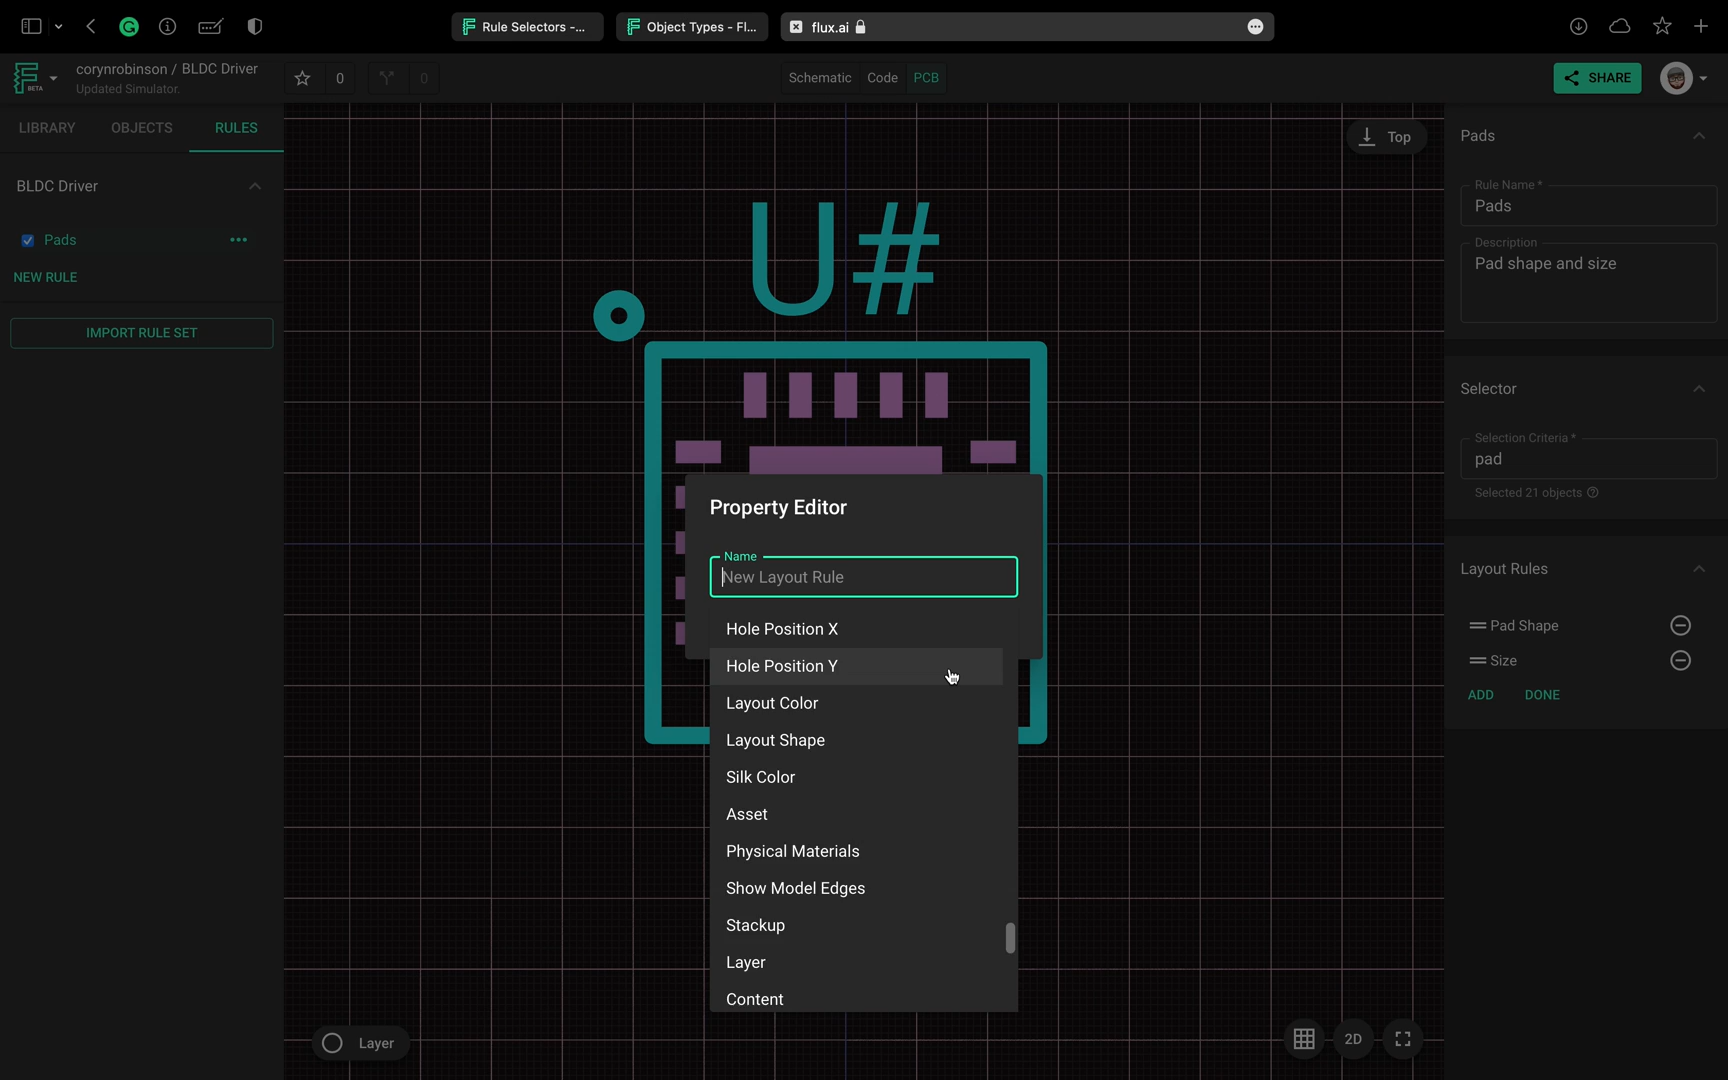 Rule Selectors -...
Object Types - Fl...
flux.ai
BETA
corynrobinson / BLDC Driver
Updated Simulator.
0
0
Schematic
Code
PCB
SHARE
LIBRARY
OBJECTS
RULES
BLDC Driver
Pads
NEW RULE
IMPORT RULE SET
Top
U#
Property Editor
Name
New Layout Rule
Hole Position X
Hole Position Y
Layout Color
Layout Shape
Silk Color
Asset
Physical Materials
Show Model Edges
Stackup
Layer
Content
Layer
2D
Pads
Rule Name *
Pads
Description
Pad shape and size
Selector
Selection Criteria *
pad
Selected 21 objects
Layout Rules
Pad Shape
Size
ADD
DONE